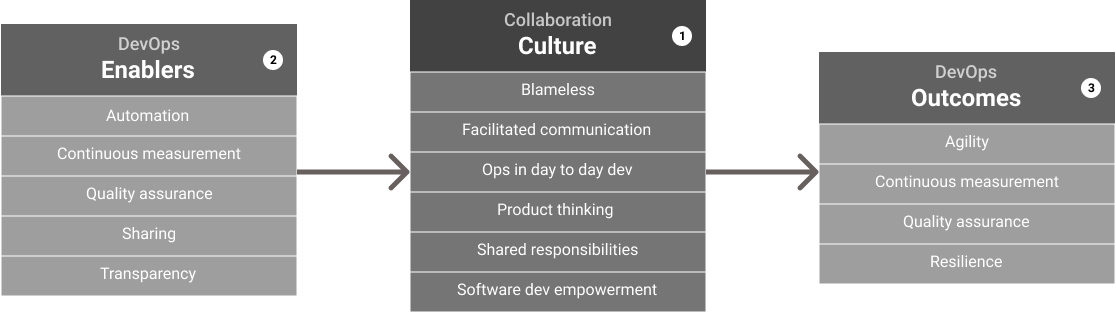 DevOps
Enablers
2
Automation
Continuous measurement
Quality assurance
Sharing
Transparency
Collaboration
Culture
1
Blameless
Facilitated communication
Ops in day to day dev
Product thinking
Shared responsibilities
Software dev empowerment
DevOps
Outcomes
3
Agility
Continuous measurement
Quality assurance
Resilience